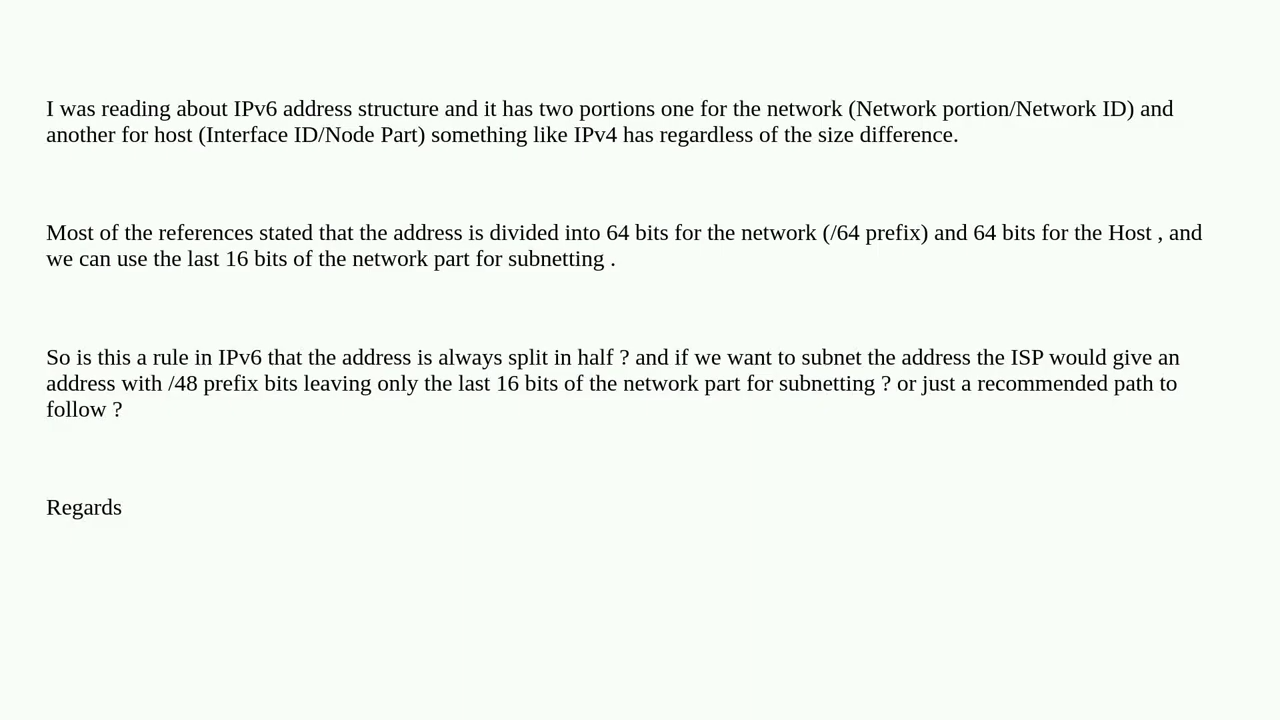 I was reading about IPv6 address structure and it has two portions one for the network (Network portion/Network ID) and
another for host (Interface ID/Node Part) something like IPv4 has regardless of the size difference.
Most of the references stated that the address is divided into 64 bits for the network (/64 prefix) and 64 bits for the Host , and
we can use the last 16 bits of the network part for subnetting .
So is this a rule in IPv6 that the address is always split in half ? and if we want to subnet the address the ISP would give an
address with /48 prefix bits leaving only the last 16 bits of the network part for subnetting ? or just a recommended path to
follow ?
Regards